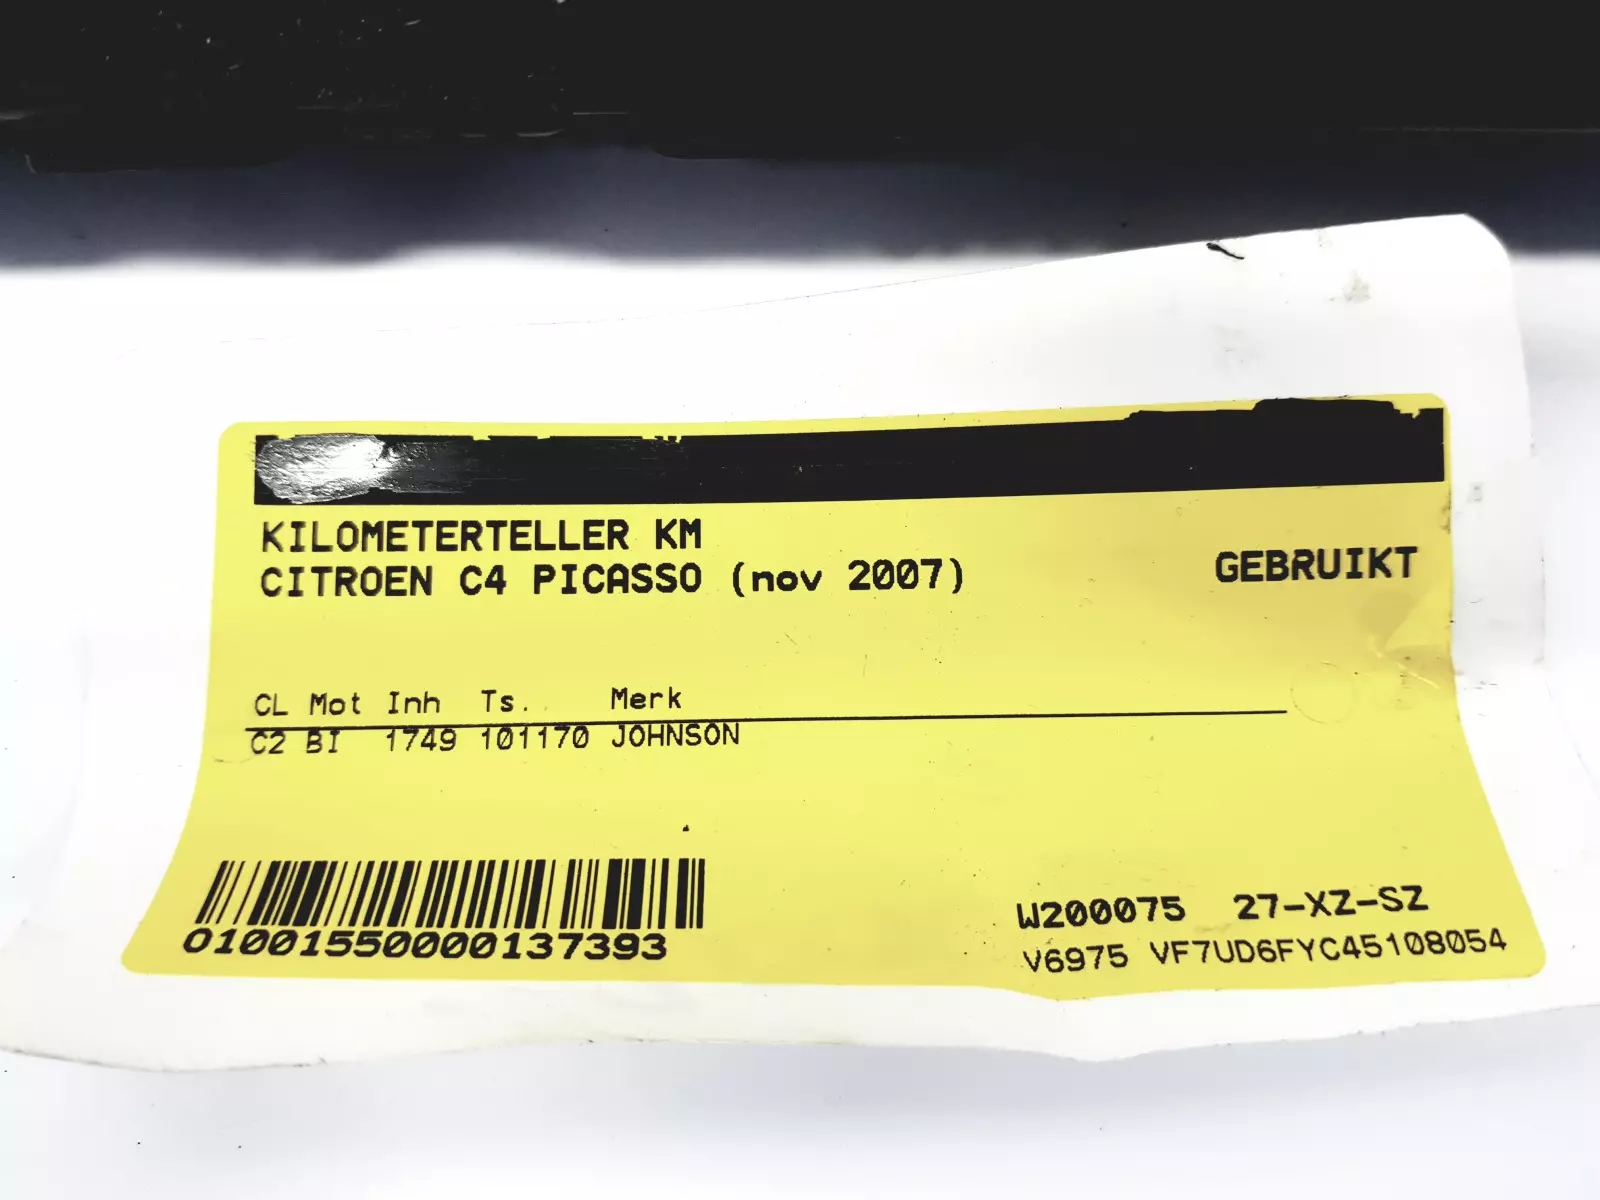 KILOMETERTELLER KM
CITROEN C4 PICASSO (nov 2007)
GEBRUIKT
CL Mot Inh Ts. Merk
C2 BI 1749 101170 JOHNSON
01001550000137393
W200075 27-XZ-SZ
V6975 VF7UD6FYC45108054